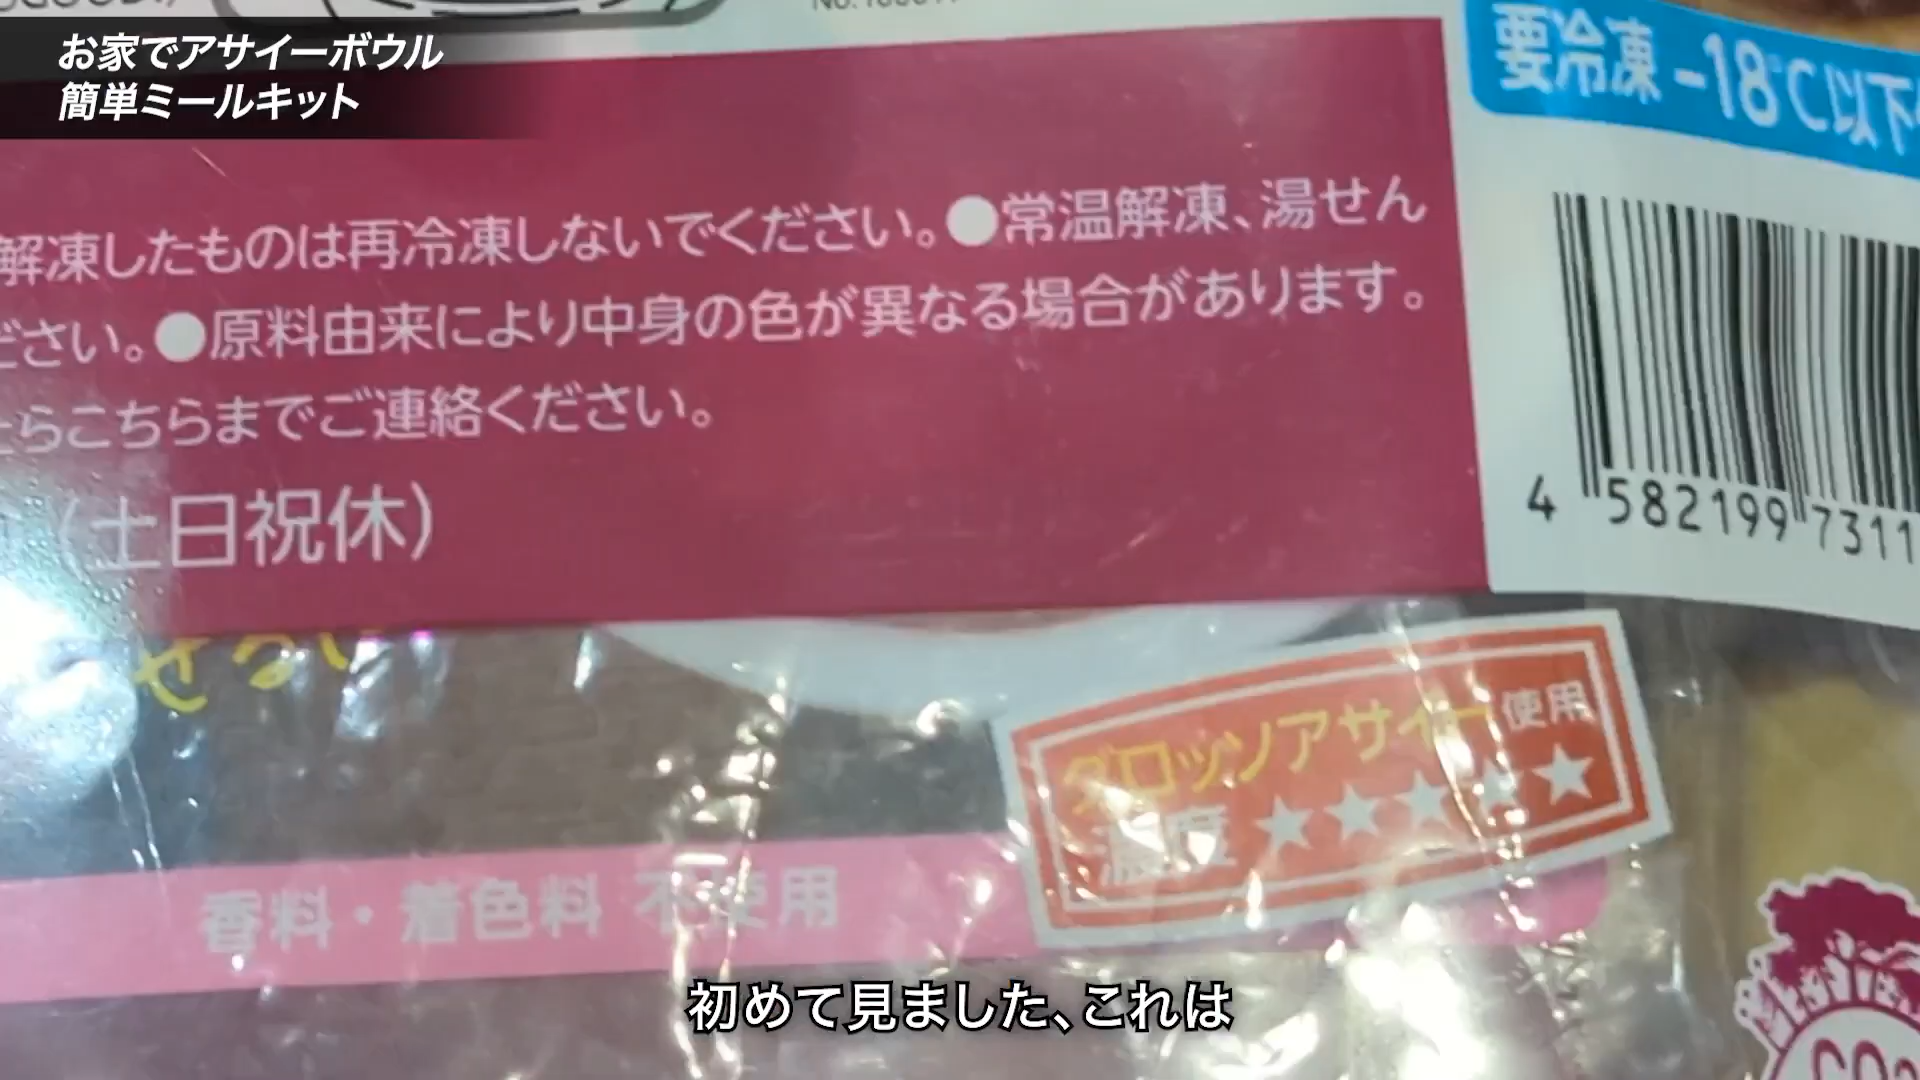 お家でアサイーボウル
簡単ミールキット
要冷凍 -18℃以下
解凍したものは再冷凍しないでください。●常温解凍、湯せん
ださい。●原料由来により中身の色が異なる場合があります。
たらこちらまでご連絡ください。
(土日祝休)
4 582199 7311
グロッソアサイー使用
濃度 ★★★★★
香料・着色料 不使用
初めて見ました、これは